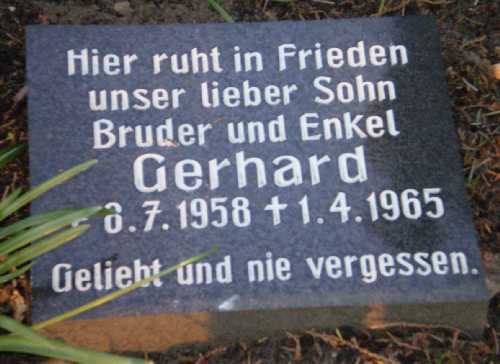 Hier ruht in Frieden
unser lieber Sohn
Bruder und Enkel
Gerhard
* 8.7.1958 † 1.4.1965
Geliebt und nie vergessen.